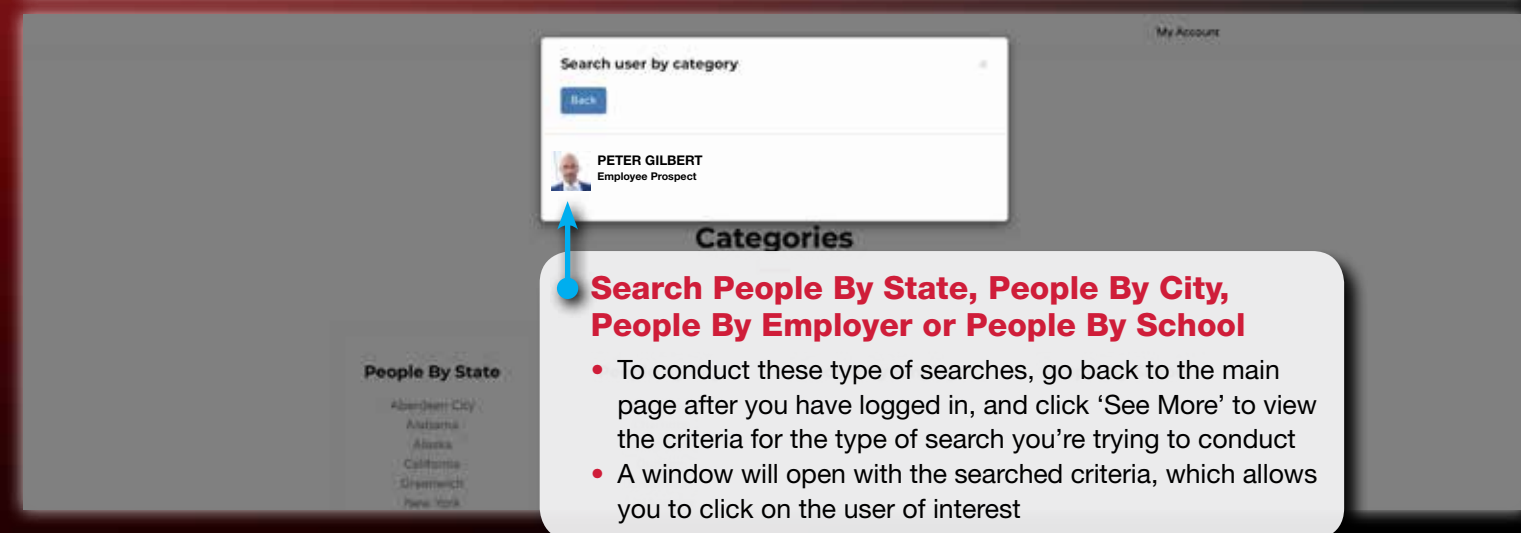 My Account
Search user by category
Back
PETER GILBERT
Employee Prospect
Categories
Search People By State, People By City,
People By Employer or People By School
• To conduct these type of searches, go back to the main
page after you have logged in, and click ‘See More’ to view
the criteria for the type of search you’re trying to conduct
• A window will open with the searched criteria, which allows
you to click on the user of interest
People By State
Aberdeen City
Alabama
Alaska
California
Greenwich
New York